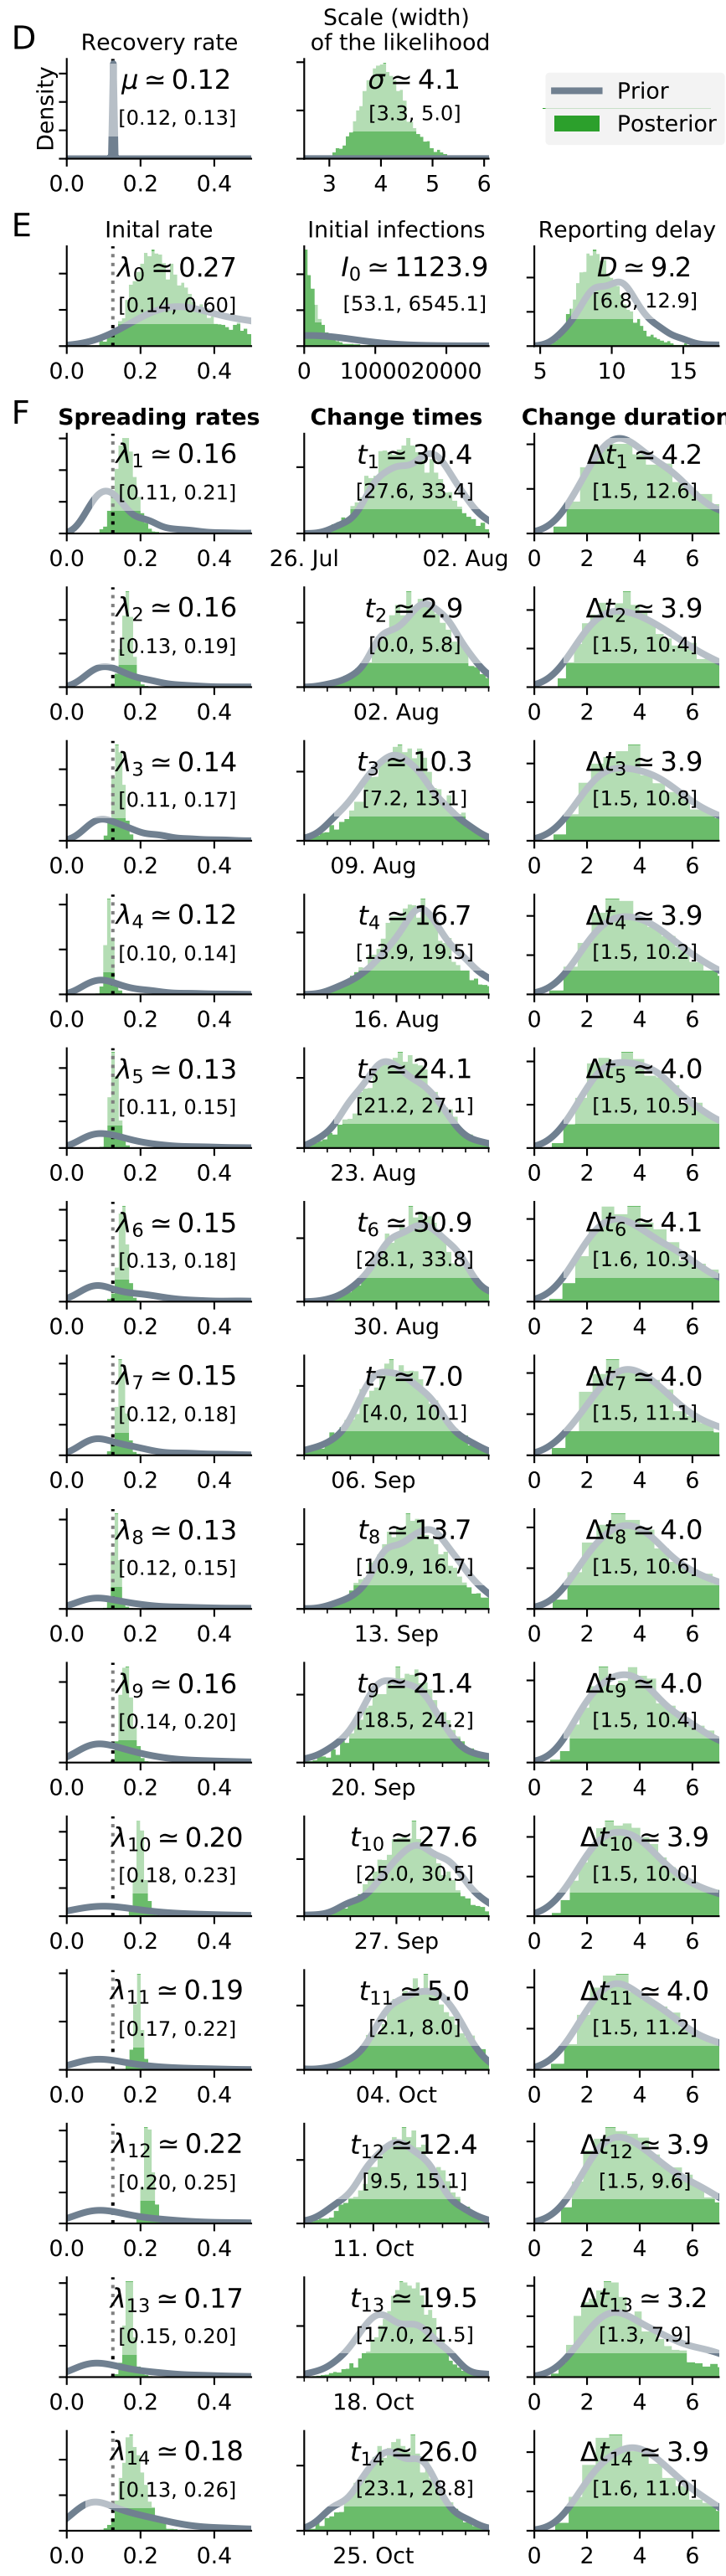 D
Recovery rate
Scale (width)
of the likelihood
Density
μ ≃ 0.12
[0.12, 0.13]
0.0 0.2 0.4
σ ≃ 4.1
[3.3, 5.0]
3 4 5 6
Prior
Posterior
E
Inital rate
Initial infections
Reporting delay
λ0 ≃ 0.27
[0.14, 0.60]
0.0 0.2 0.4
I0 ≃ 1123.9
[53.1, 6545.1]
0 10000 20000
D ≃ 9.2
[6.8, 12.9]
5 10 15
F
Spreading rates
Change times
Change duration
λ1 ≃ 0.16
[0.11, 0.21]
0.0 0.2 0.4
t1 ≃ 30.4
[27.6, 33.4]
26. Jul 02. Aug
Δt1 ≃ 4.2
[1.5, 12.6]
0 2 4 6
λ2 ≃ 0.16
[0.13, 0.19]
0.0 0.2 0.4
t2 ≃ 2.9
[0.0, 5.8]
02. Aug
Δt2 ≃ 3.9
[1.5, 10.4]
0 2 4 6
λ3 ≃ 0.14
[0.11, 0.17]
0.0 0.2 0.4
t3 ≃ 10.3
[7.2, 13.1]
09. Aug
Δt3 ≃ 3.9
[1.5, 10.8]
0 2 4 6
λ4 ≃ 0.12
[0.10, 0.14]
0.0 0.2 0.4
t4 ≃ 16.7
[13.9, 19.5]
16. Aug
Δt4 ≃ 3.9
[1.5, 10.2]
0 2 4 6
λ5 ≃ 0.13
[0.11, 0.15]
0.0 0.2 0.4
t5 ≃ 24.1
[21.2, 27.1]
23. Aug
Δt5 ≃ 4.0
[1.5, 10.5]
0 2 4 6
λ6 ≃ 0.15
[0.13, 0.18]
0.0 0.2 0.4
t6 ≃ 30.9
[28.1, 33.8]
30. Aug
Δt6 ≃ 4.1
[1.6, 10.3]
0 2 4 6
λ7 ≃ 0.15
[0.12, 0.18]
0.0 0.2 0.4
t7 ≃ 7.0
[4.0, 10.1]
06. Sep
Δt7 ≃ 4.0
[1.5, 11.1]
0 2 4 6
λ8 ≃ 0.13
[0.12, 0.15]
0.0 0.2 0.4
t8 ≃ 13.7
[10.9, 16.7]
13. Sep
Δt8 ≃ 4.0
[1.5, 10.6]
0 2 4 6
λ9 ≃ 0.16
[0.14, 0.20]
0.0 0.2 0.4
t9 ≃ 21.4
[18.5, 24.2]
20. Sep
Δt9 ≃ 4.0
[1.5, 10.4]
0 2 4 6
λ10 ≃ 0.20
[0.18, 0.23]
0.0 0.2 0.4
t10 ≃ 27.6
[25.0, 30.5]
27. Sep
Δt10 ≃ 3.9
[1.5, 10.0]
0 2 4 6
λ11 ≃ 0.19
[0.17, 0.22]
0.0 0.2 0.4
t11 ≃ 5.0
[2.1, 8.0]
04. Oct
Δt11 ≃ 4.0
[1.5, 11.2]
0 2 4 6
λ12 ≃ 0.22
[0.20, 0.25]
0.0 0.2 0.4
t12 ≃ 12.4
[9.5, 15.1]
11. Oct
Δt12 ≃ 3.9
[1.5, 9.6]
0 2 4 6
λ13 ≃ 0.17
[0.15, 0.20]
0.0 0.2 0.4
t13 ≃ 19.5
[17.0, 21.5]
18. Oct
Δt13 ≃ 3.2
[1.3, 7.9]
0 2 4 6
λ14 ≃ 0.18
[0.13, 0.26]
0.0 0.2 0.4
t14 ≃ 26.0
[23.1, 28.8]
25. Oct
Δt14 ≃ 3.9
[1.6, 11.0]
0 2 4 6